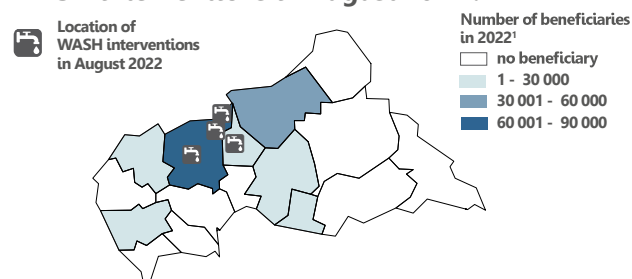 Location of
WASH interventions
in August 2022
Number of beneficiaries
in 2022¹
no beneficiary
1 - 30 000
30 001 - 60 000
60 001 - 90 000